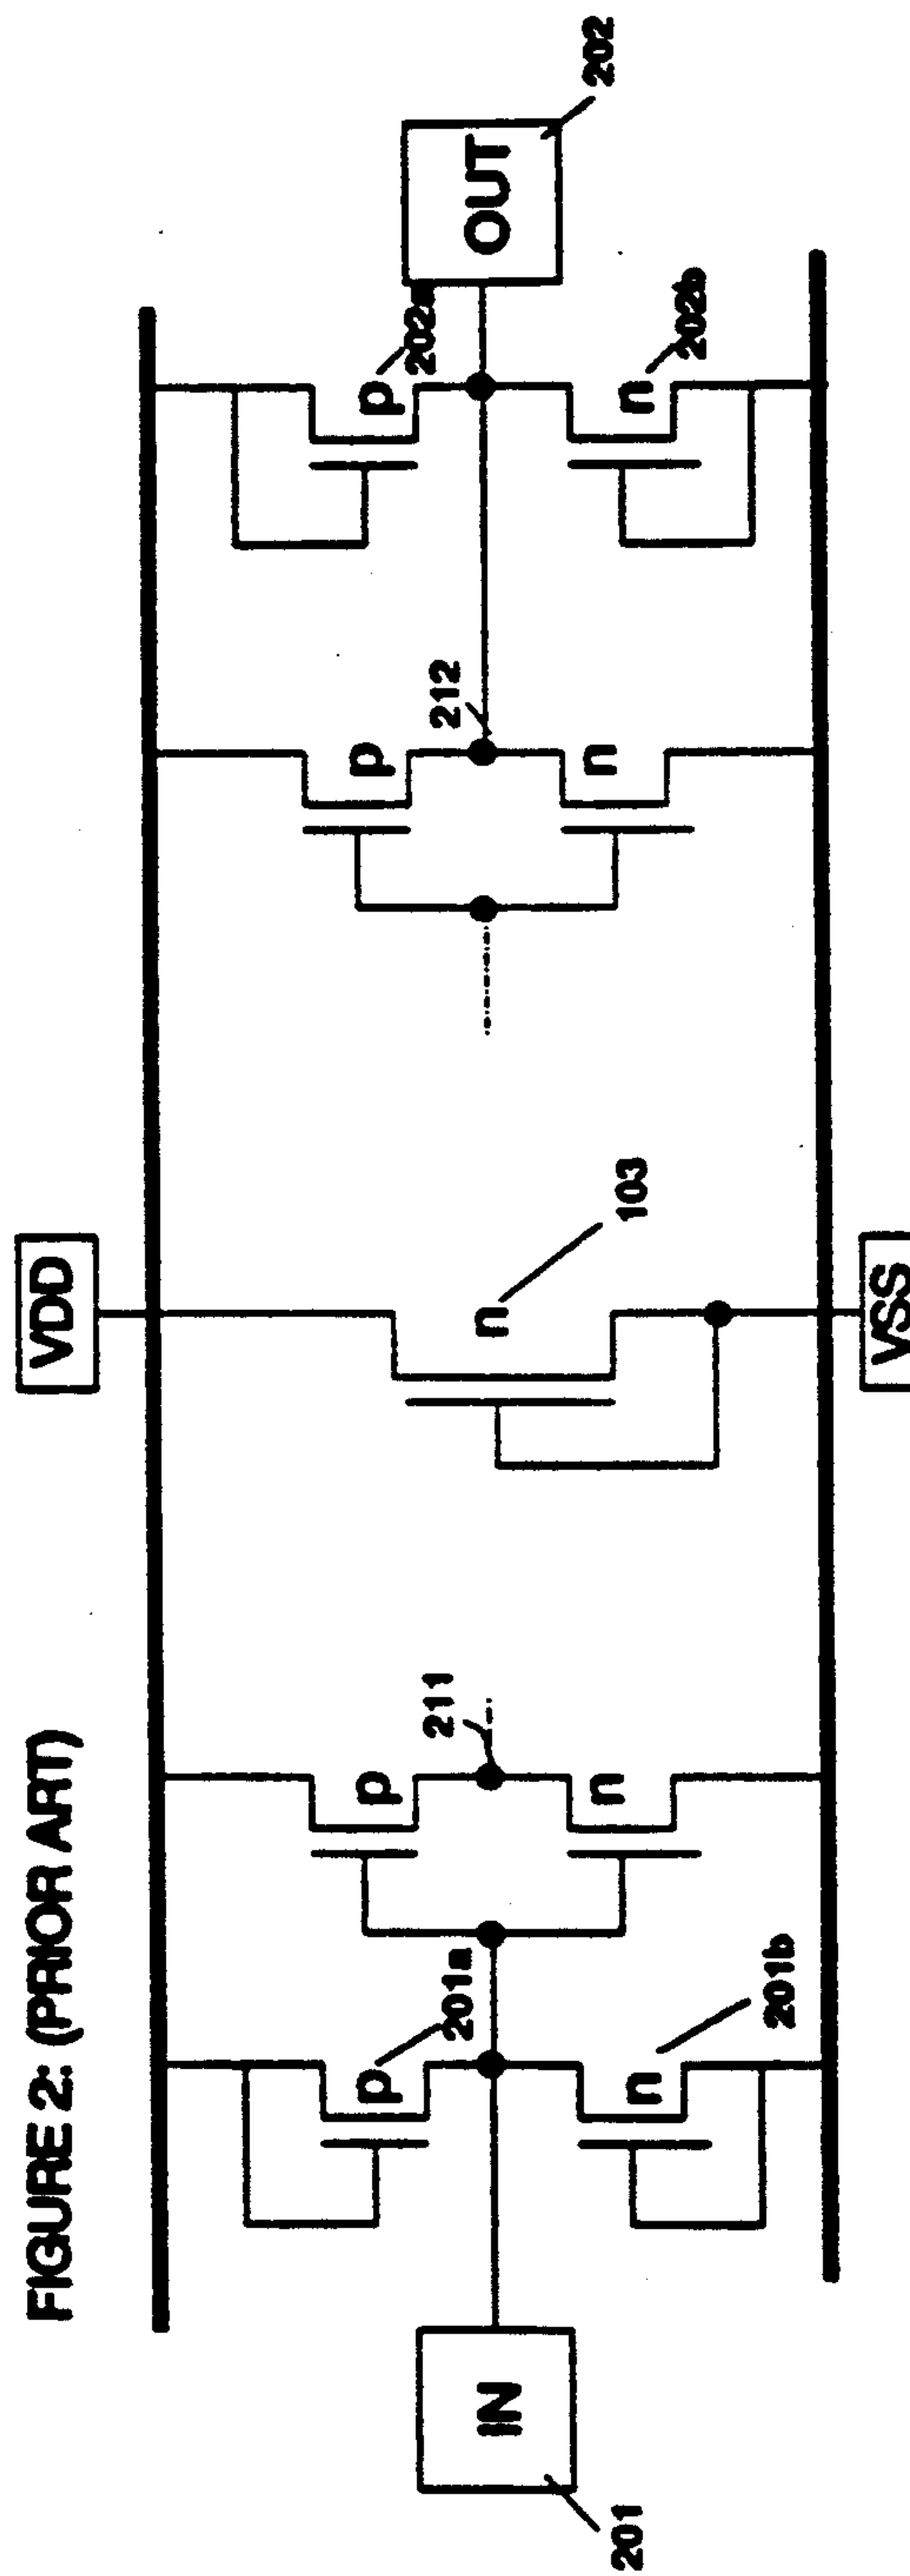 FIGURE 2: (PRIOR ART)
VDD
p
201a
p
211
n
103
p
212
p
202a
OUT
202
IN
201
n
201b
n
n
n
202b
VSS